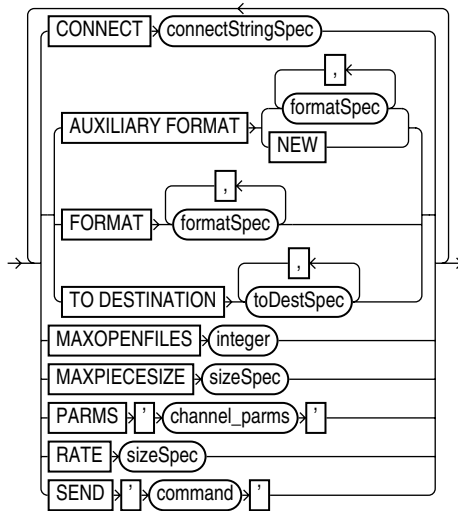 CONNECT connectStringSpec
,
formatSpec
AUXILIARY FORMAT
NEW
,
FORMAT formatSpec
,
TO DESTINATION toDestSpec
MAXOPENFILES integer
MAXPIECESIZE sizeSpec
PARMS ' channel_parms '
RATE sizeSpec
SEND ' command '